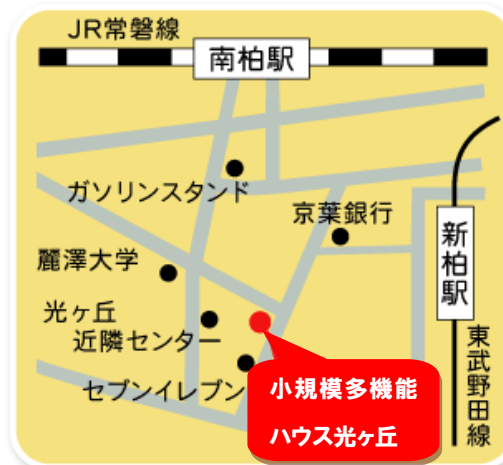 JR常磐線
南柏駅
ガソリンスタンド
京葉銀行
新柏駅
麗澤大学
光ヶ丘
近隣センター
セブンイレブン
東武野田線
小規模多機能
ハウス光ヶ丘